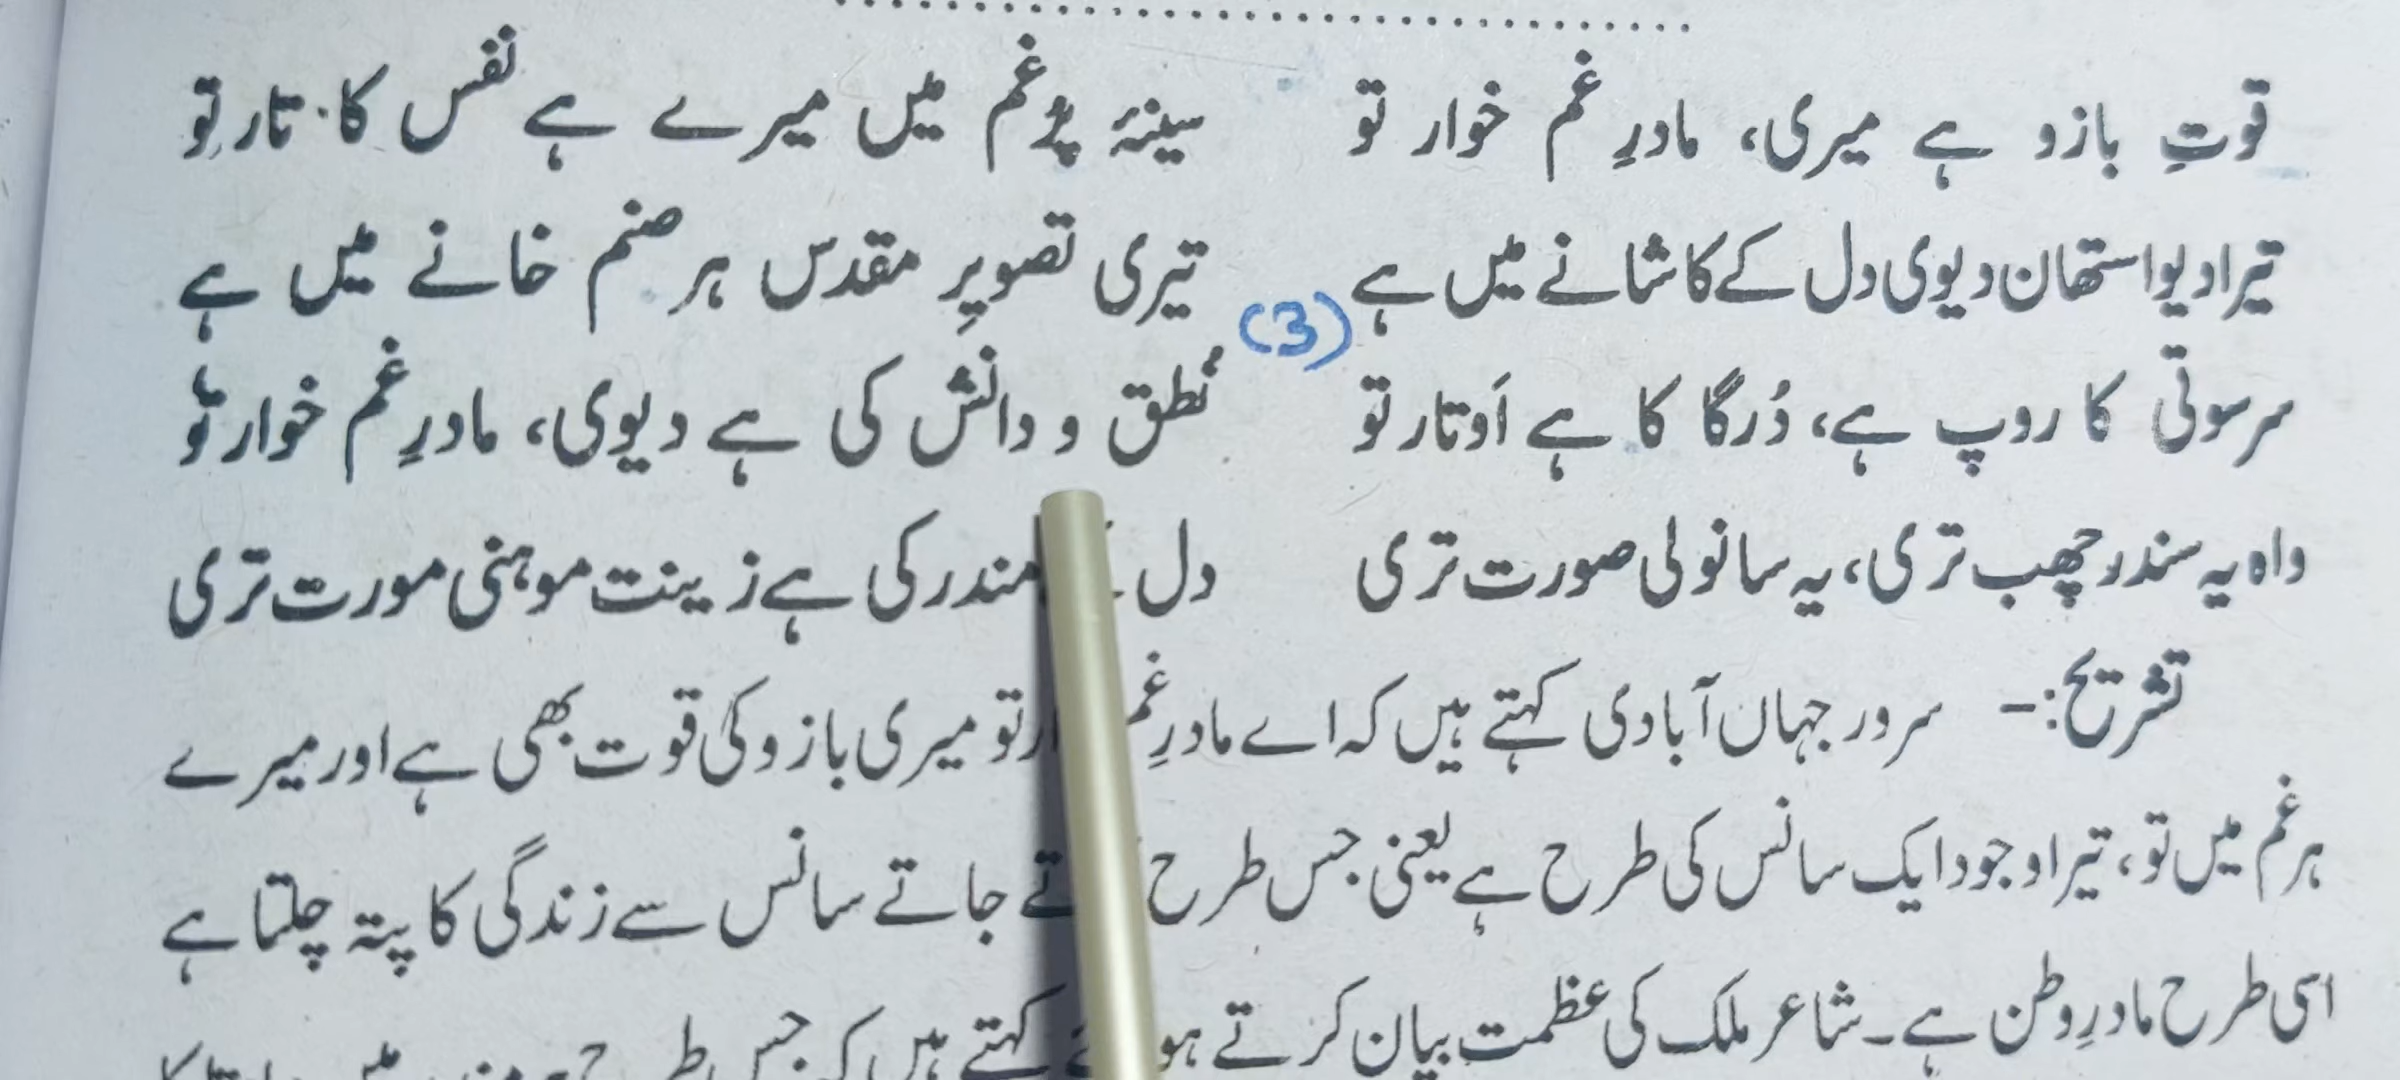 قوتِ بازو ہے میری، مادرِ غم خوار تو سینۂ پُرغم میں میرے ہے نفس کا تار تو
تیرا دیواستھان دیوی دل کے کاشانے میں ہے تیری تصویرِ مقدس ہر صنم خانے میں ہے
(3)
سرسوتی کا روپ ہے، دُرگا کا ہے اَوتار تو نُطق و دانش کی ہے دیوی، مادرِ غم خوار تو
واہ یہ سندر چھب تری، یہ سانولی صورت تری دل مندر کی ہے زینت موہنی مورت تری
تشریح:- سرور جہاں آبادی کہتے ہیں کہ اے مادرِ غم تو میری بازو کی قوت بھی ہے اور میرے
ہر غم میں تو، تیرا وجود ایک سانس کی طرح ہے یعنی جس طرح جاتے سانس سے زندگی کا پتہ چلتا ہے
اسی طرح مادرِ وطن ہے۔ شاعر ملک کی عظمت بیان کرتے ہوئے کہتے ہیں کہ جس طرح